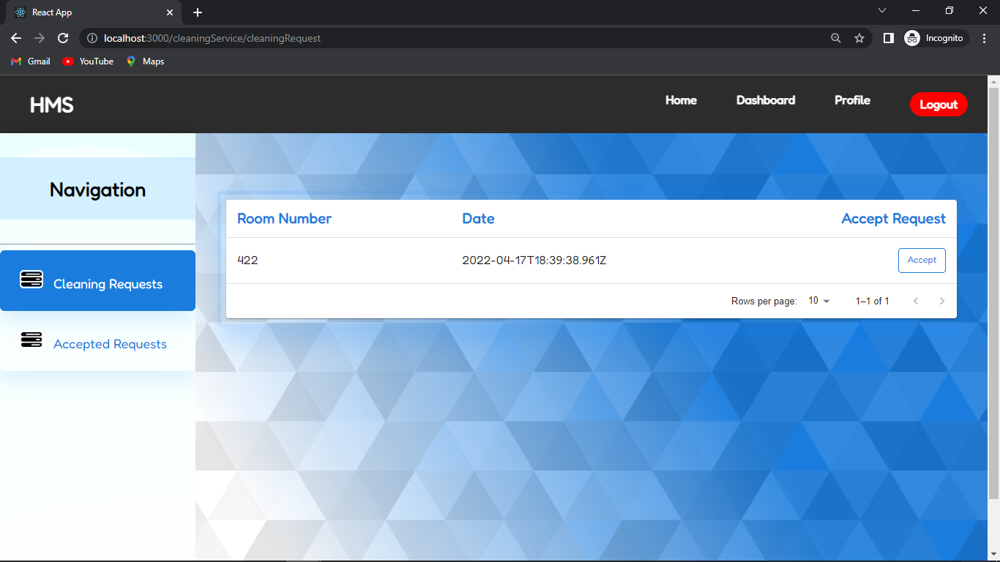 React App
localhost:3000/cleaningService/cleaningRequest
Incognito
Gmail YouTube Maps
HMS
Home Dashboard Profile Logout
Navigation
Cleaning Requests
Accepted Requests
Room Number Date Accept Request
422 2022-04-17T18:39:38.961Z Accept
Rows per page: 10 1–1 of 1